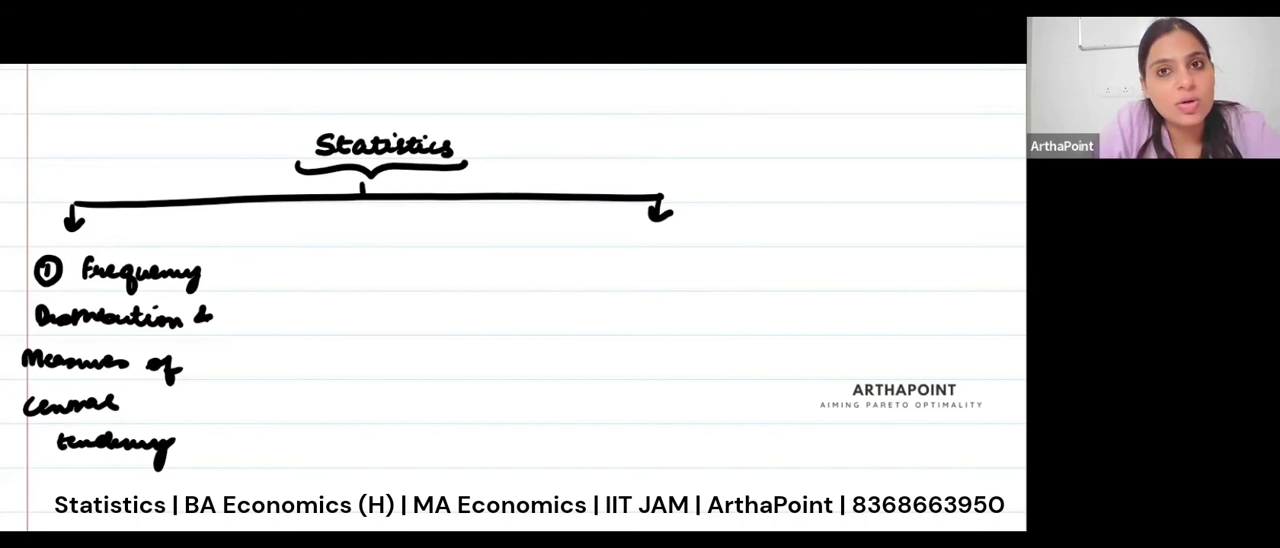 Statistics
① Frequency
Distribution &
Measures of
Central
tendency
ArthaPoint
ARTHAPOINT
AIMING PARETO OPTIMALITY
Statistics | BA Economics (H) | MA Economics | IIT JAM | ArthaPoint | 8368663950